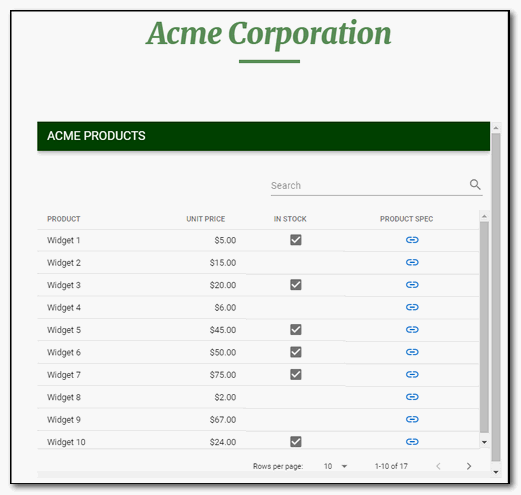 Acme Corporation
ACME PRODUCTS
Search
PRODUCT UNIT PRICE IN STOCK PRODUCT SPEC
Widget 1 $5.00
Widget 2 $15.00
Widget 3 $20.00
Widget 4 $6.00
Widget 5 $45.00
Widget 6 $50.00
Widget 7 $75.00
Widget 8 $2.00
Widget 9 $67.00
Widget 10 $24.00
Rows per page: 10 1-10 of 17